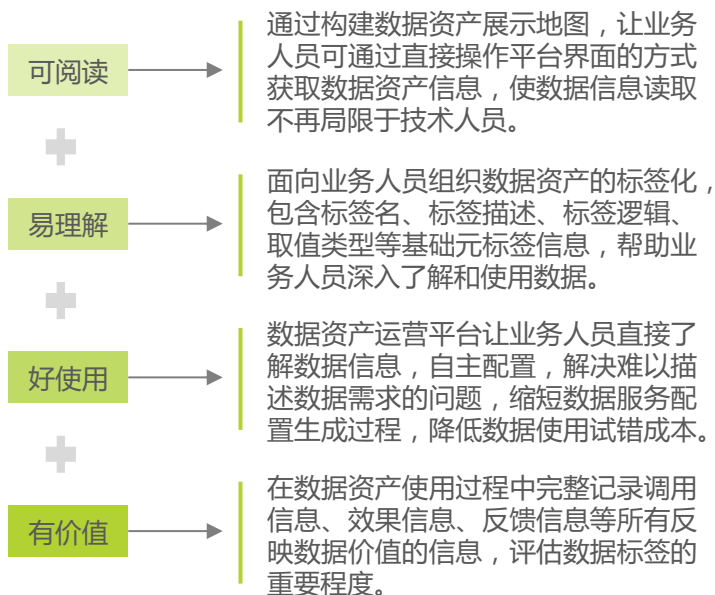 可阅读
通过构建数据资产展示地图，让业务
人员可通过直接操作平台界面的方式
获取数据资产信息，使数据信息读取
不再局限于技术人员。
易理解
面向业务人员组织数据资产的标签化，
包含标签名、标签描述、标签逻辑、
取值类型等基础元标签信息，帮助业
务人员深入了解和使用数据。
好使用
数据资产运营平台让业务人员直接了
解数据信息，自主配置，解决难以描
述数据需求的问题，缩短数据服务配
置生成过程，降低数据使用试错成本。
有价值
在数据资产使用过程中完整记录调用
信息、效果信息、反馈信息等所有反
映数据价值的信息，评估数据标签的
重要程度。